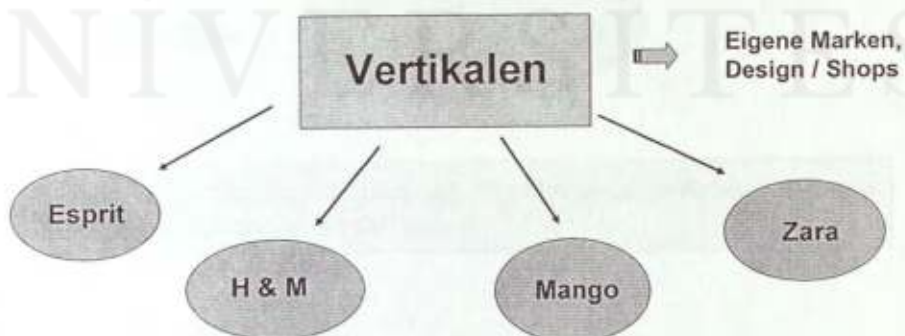 Vertikalen
Eigene Marken,
Design / Shops
Esprit
H & M
Mango
Zara